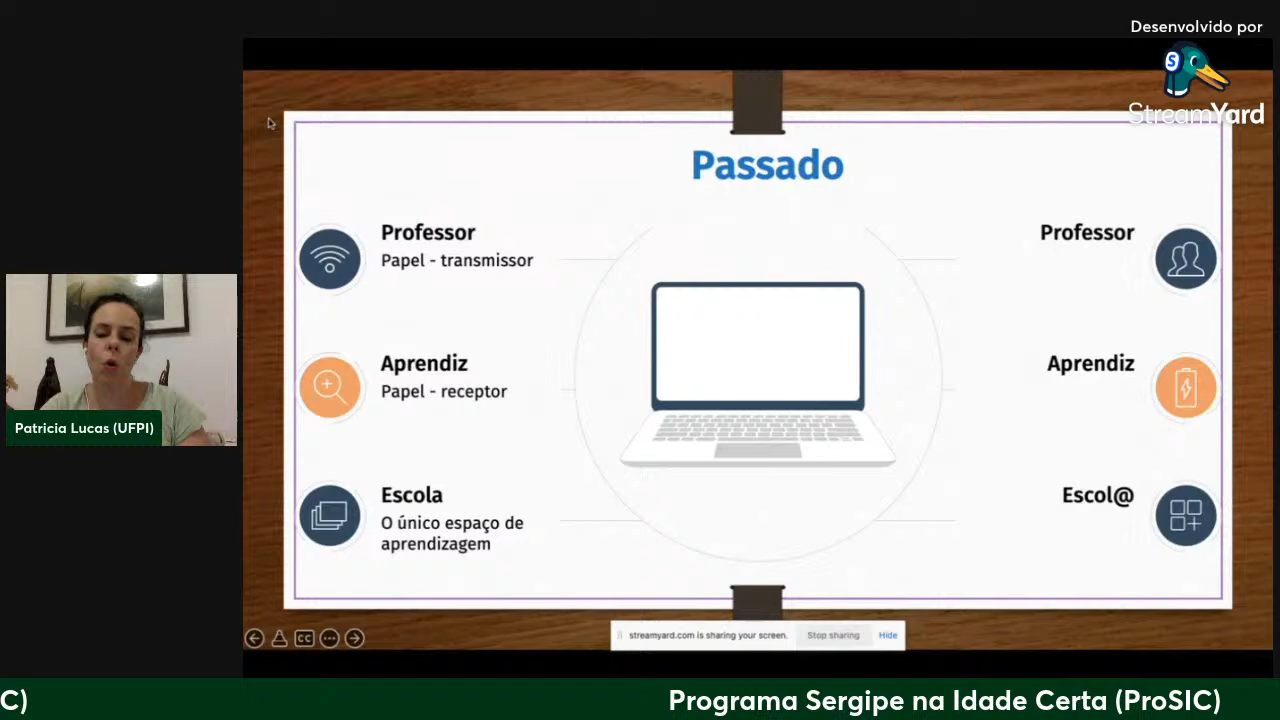 Desenvolvido por
StreamYard
Passado
Professor
Papel - transmissor
Aprendiz
Papel - receptor
Escola
O único espaço de
aprendizagem
Professor
Aprendiz
Escol@
Patricia Lucas (UFPI)
CC
streamyard.com is sharing your screen.
Stop sharing
Hide
C)
Programa Sergipe na Idade Certa (ProSIC)